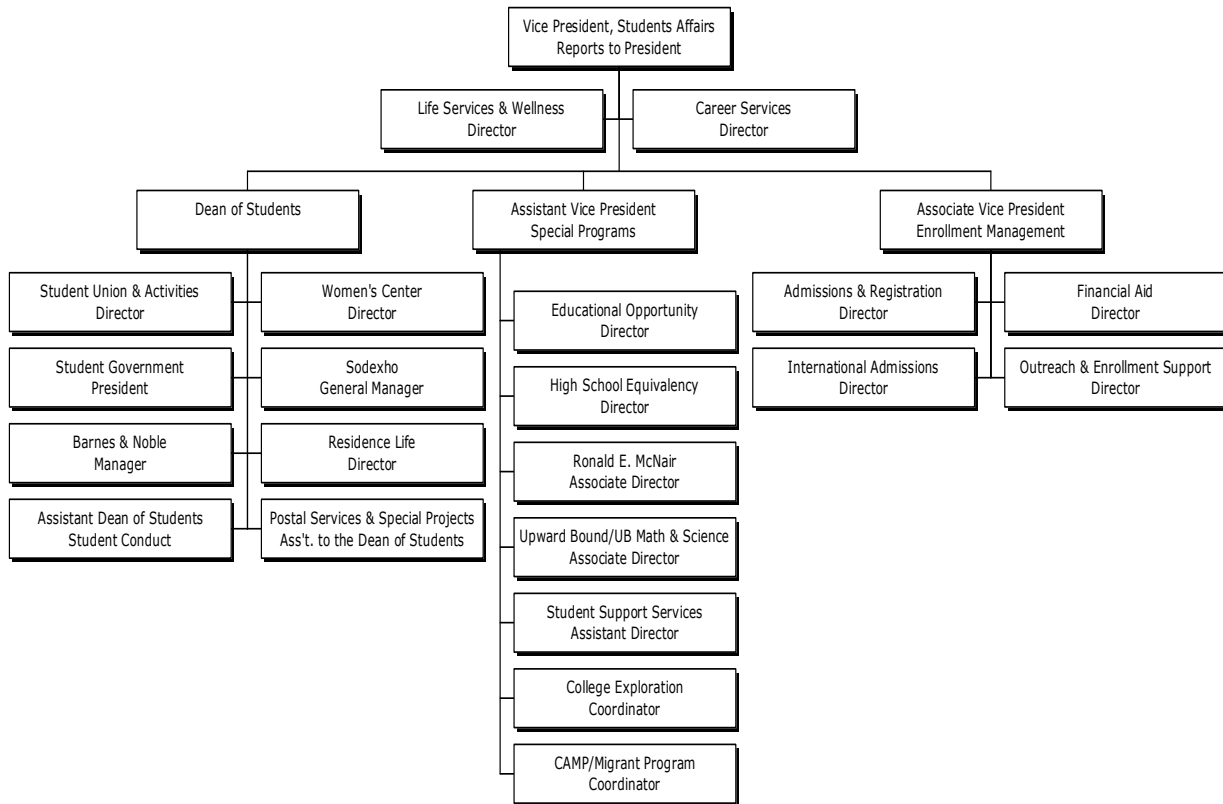 Vice President, Students Affairs
Reports to President
Life Services & Wellness
Director
Career Services
Director
Dean of Students
Assistant Vice President
Special Programs
Associate Vice President
Enrollment Management
Student Union & Activities
Director
Women's Center
Director
Student Government
President
Sodexho
General Manager
Barnes & Noble
Manager
Residence Life
Director
Assistant Dean of Students
Student Conduct
Postal Services & Special Projects
Ass't. to the Dean of Students
Educational Opportunity
Director
High School Equivalency
Director
Ronald E. McNair
Associate Director
Upward Bound/UB Math & Science
Associate Director
Student Support Services
Assistant Director
College Exploration
Coordinator
CAMP/Migrant Program
Coordinator
Admissions & Registration
Director
Financial Aid
Director
International Admissions
Director
Outreach & Enrollment Support
Director